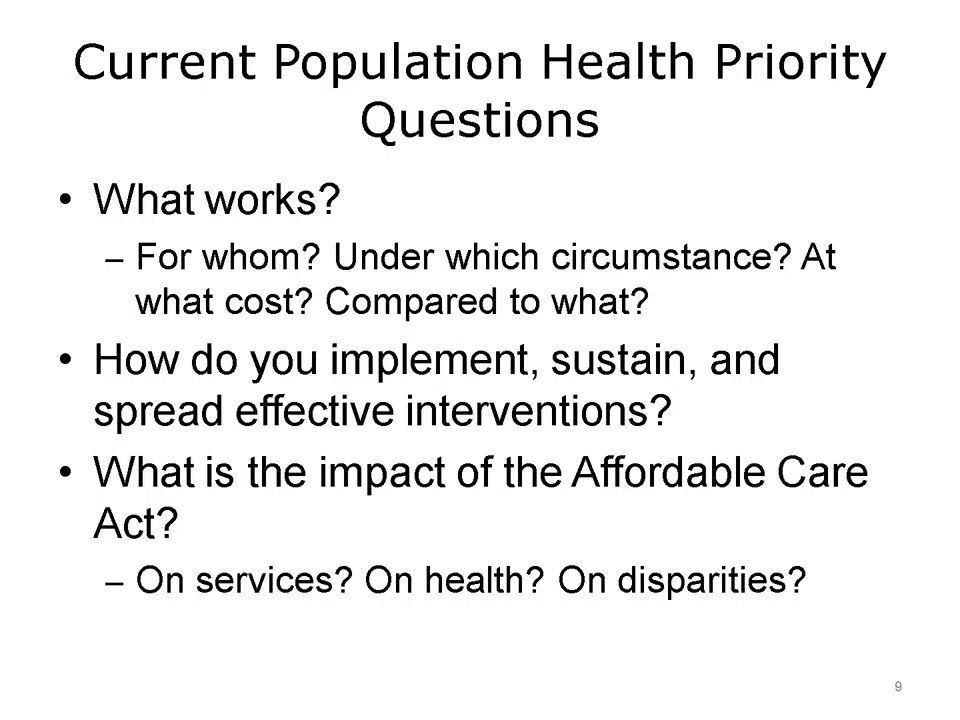 Current Population Health Priority
Questions
• What works?
– For whom? Under which circumstance? At
what cost? Compared to what?
• How do you implement, sustain, and
spread effective interventions?
• What is the impact of the Affordable Care
Act?
– On services? On health? On disparities?
9